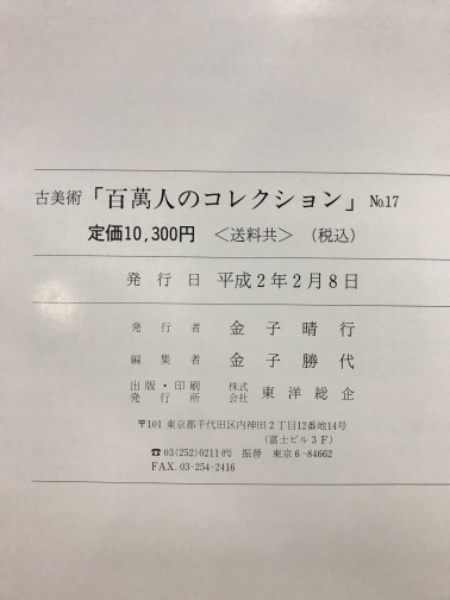 古美術「百萬人のコレクション」 №17
定価10,300円 ＜送料共＞ （税込）
発行日 平成2年2月8日
発行者 金子晴行
編集者 金子勝代
出版・印刷
発行所 株式会社 東洋総企
〒101 東京都千代田区内神田2丁目12番地14号
（富士ビル3F）
☎03(252)0211㈹ 振替 東京6-84662
FAX. 03-254-2416